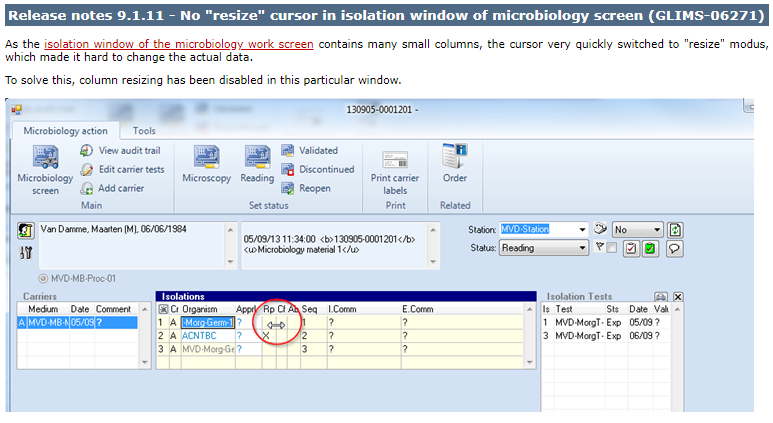 Release notes 9.1.11 - No "resize" cursor in isolation window of microbiology screen (GLIMS-06271)
As the isolation window of the microbiology work screen contains many small columns, the cursor very quickly switched to "resize" modus,
which made it hard to change the actual data.
To solve this, column resizing has been disabled in this particular window.
130905-0001201 -
Microbiology action Tools
View audit trail Validated
Edit carrier tests Discontinued
Microbiology screen Microscopy Reading Print carrier labels Order
Add carrier Reopen
Main Set status Print Related
Van Damme, Maarten (M), 06/06/1984
05/09/13 11:34:00 <b>130905-0001201</b>
<u>Microbiology material 1</u>
Station: MVD-Station No
Status: Reading
MVD-MB-Proc-01
Carriers Isolations Isolation Tests
Medium Date Comment Cr Organism Appl Rp Cf Seq I.Comm E.Comm Is Test Sts Date Valu
A MVD-MB-M 05/09 ? 1 A -Morg-Germ-1 ? 1 ? ? 1 MVD-MorgT- Exp 05/09 ?
2 A ACNTBC ? X 2 ? ? 3 MVD-MorgT- Exp 06/09 ?
3 A MVD-Morg-Ge ? 3 ? ?